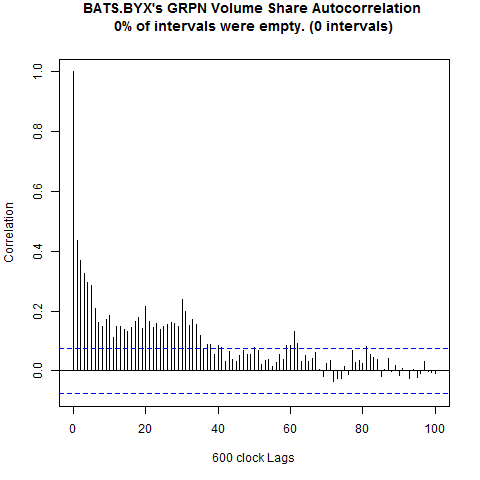 BATS.BYX's GRPN Volume Share Autocorrelation
0% of intervals were empty. (0 intervals)
1.0
0.8
0.6
0.4
0.2
0.0
Correlation
0 20 40 60 80 100
600 clock Lags